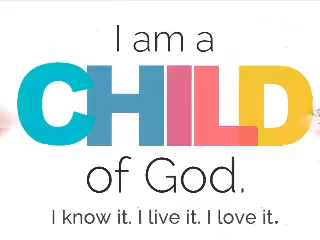 I am a
CHILD
of God.
I know it. I live it. I love it.